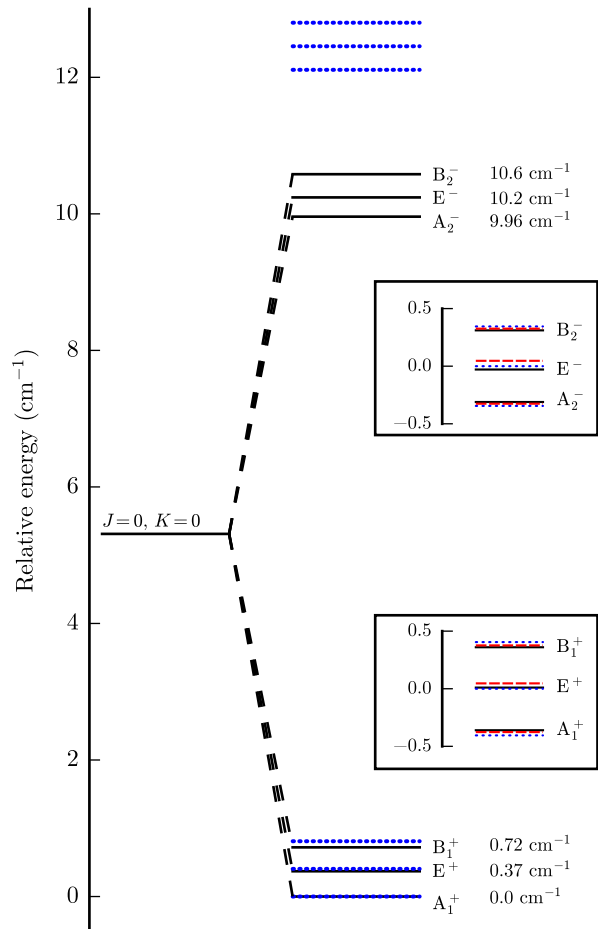 12
B₂⁻ 10.6 cm⁻¹
E⁻ 10.2 cm⁻¹
10
A₂⁻ 9.96 cm⁻¹
0.5
B₂⁻
0.0
E⁻
A₂⁻
−0.5
8
Relative energy (cm⁻¹)
6
J=0, K=0
4
0.5
B₁⁺
0.0
E⁺
A₁⁺
−0.5
2
B₁⁺ 0.72 cm⁻¹
E⁺ 0.37 cm⁻¹
0
A₁⁺ 0.0 cm⁻¹